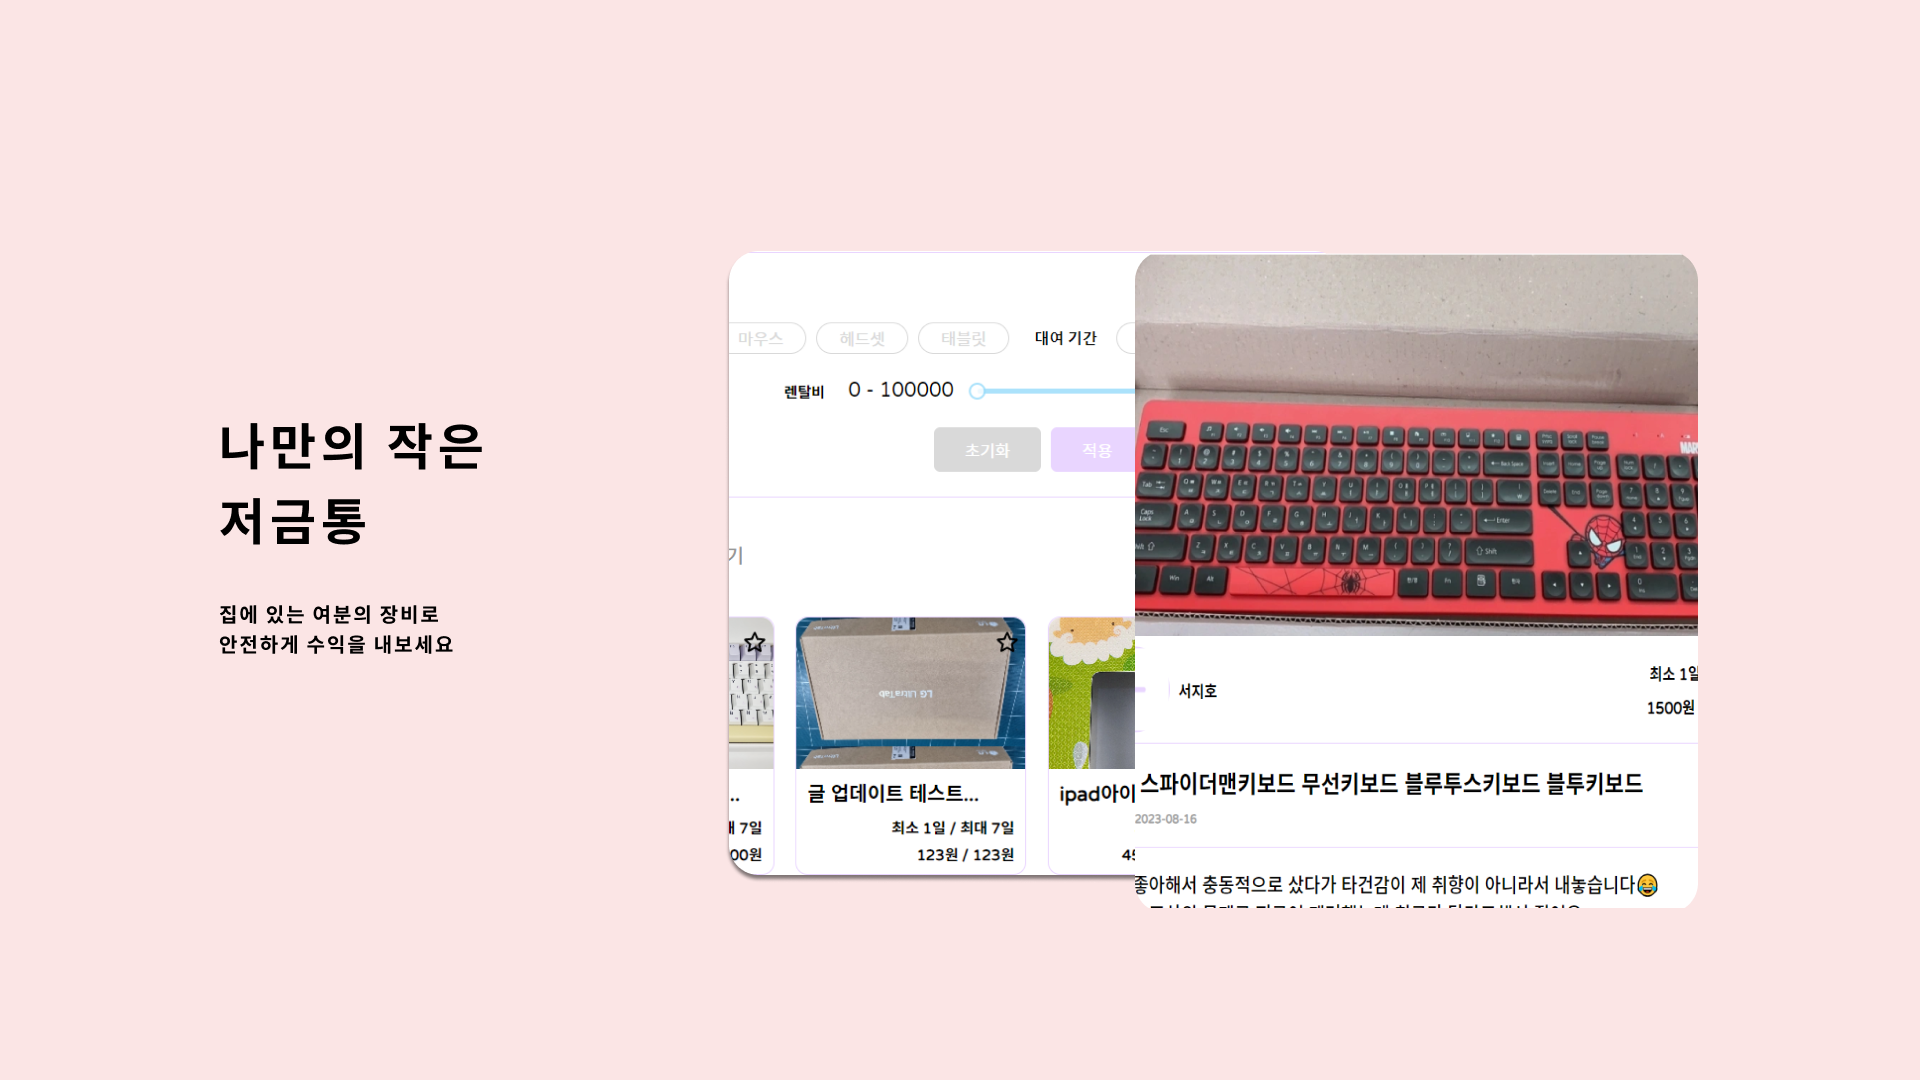 나만의 작은
저금통
집에 있는 여분의 장비로
안전하게 수익을 내보세요
마우스
헤드셋
태블릿
대여 기간
렌탈비
0 - 100000
초기화
적용
기
LG UltraTab
..
7일
00원
글 업데이트 테스트...
최소 1일 / 최대 7일
123원 / 123원
ipad아이
45
서지호
최소 1일
1500원
스파이더맨키보드 무선키보드 블루투스키보드 블투키보드
2023-08-16
좋아해서 충동적으로 샀다가 타건감이 제 취향이 아니라서 내놓습니다😂